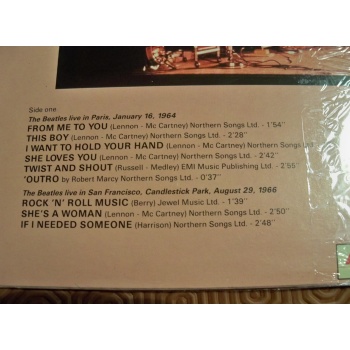 Side one
The Beatles live in Paris, January 16, 1964
FROM ME TO YOU (Lennon - Mc Cartney) Northern Songs Ltd. - 1'54"
THIS BOY (Lennon - Mc Cartney) Northern Songs Ltd. - 2'28"
I WANT TO HOLD YOUR HAND (Lennon - Mc Cartney) Northern Songs Ltd
SHE LOVES YOU (Lennon - Mc Cartney) Northern Songs Ltd. - 2'42"
TWIST AND SHOUT (Russell - Medley) EMI Music Publishing Ltd. - 2'55"
'OUTRO by Robert Marcy Northern Songs Ltd. - 0'37"
The Beatles live in San Francisco, Candlestick Park, August 29, 1966
ROCK 'N' ROLL MUSIC (Berry) Jewel Music Ltd. - 1'39"
SHE'S A WOMAN (Lennon - Mc Cartney) Northern Songs Ltd. - 2'50"
IF I NEEDED SOMEONE (Harrison) Northern Songs Ltd. - 2'48"